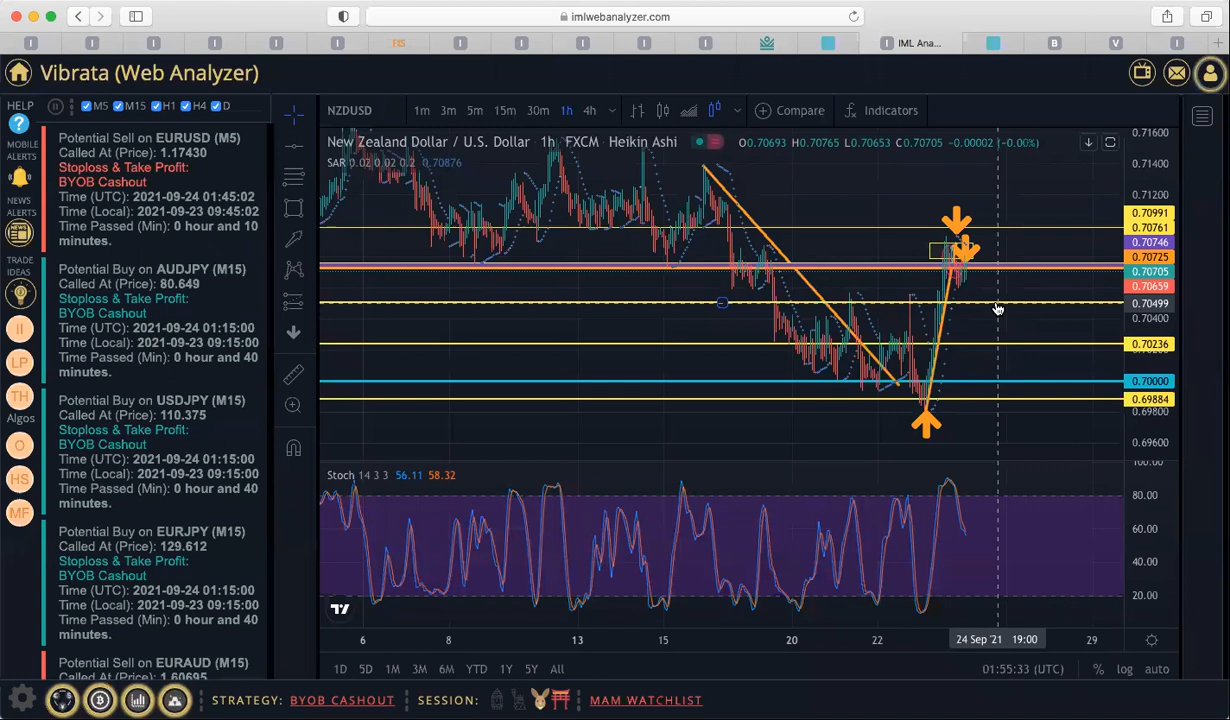 imlwebanalyzer.com
IML Ana...
Vibrata (Web Analyzer)
HELP
M5 M15 H1 H4 D
MOBILE
ALERTS
NEWS
ALERTS
TRADE
IDEAS
II
LP
TH
Algos
O
HS
MF
Potential Sell on EURUSD (M5)
Called At (Price): 1.17430
Stoploss & Take Profit:
BYOB Cashout
Time (UTC): 2021-09-24 01:45:02
Time (Local): 2021-09-23 09:45:02
Time Passed (Min): 0 hour and 10
minutes.
Potential Buy on AUDJPY (M15)
Called At (Price): 80.649
Stoploss & Take Profit:
BYOB Cashout
Time (UTC): 2021-09-24 01:15:00
Time (Local): 2021-09-23 09:15:00
Time Passed (Min): 0 hour and 40
minutes.
Potential Buy on USDJPY (M15)
Called At (Price): 110.375
Stoploss & Take Profit:
BYOB Cashout
Time (UTC): 2021-09-24 01:15:00
Time (Local): 2021-09-23 09:15:00
Time Passed (Min): 0 hour and 40
minutes.
Potential Buy on EURJPY (M15)
Called At (Price): 129.612
Stoploss & Take Profit:
BYOB Cashout
Time (UTC): 2021-09-24 01:15:00
Time (Local): 2021-09-23 09:15:00
Time Passed (Min): 0 hour and 40
minutes.
Potential Sell on EURAUD (M15)
Called At (Price): 1.60695
NZDUSD 1m 3m 5m 15m 30m 1h 4h Compare Indicators
New Zealand Dollar / U.S. Dollar · 1h · FXCM · Heikin Ashi O0.70693 H0.70765 L0.70653 C0.70705 -0.00002 (-0.00%)
SAR 0.02 0.02 0.2 0.70876
0.71600
0.71400
0.71200
0.70991
0.70761
0.70746
0.70725
0.70705
0.70659
0.70499
0.70400
0.70236
0.70000
0.69884
0.69800
0.69600
Stoch 14 3 3 56.11 58.32
100.00
80.00
60.00
40.00
20.00
6 8 13 15 20 22 24 Sep '21 19:00 29
1D 5D 1M 3M 6M YTD 1Y 5Y All 01:55:33 (UTC) % log auto
STRATEGY: BYOB CASHOUT SESSION: MAM WATCHLIST